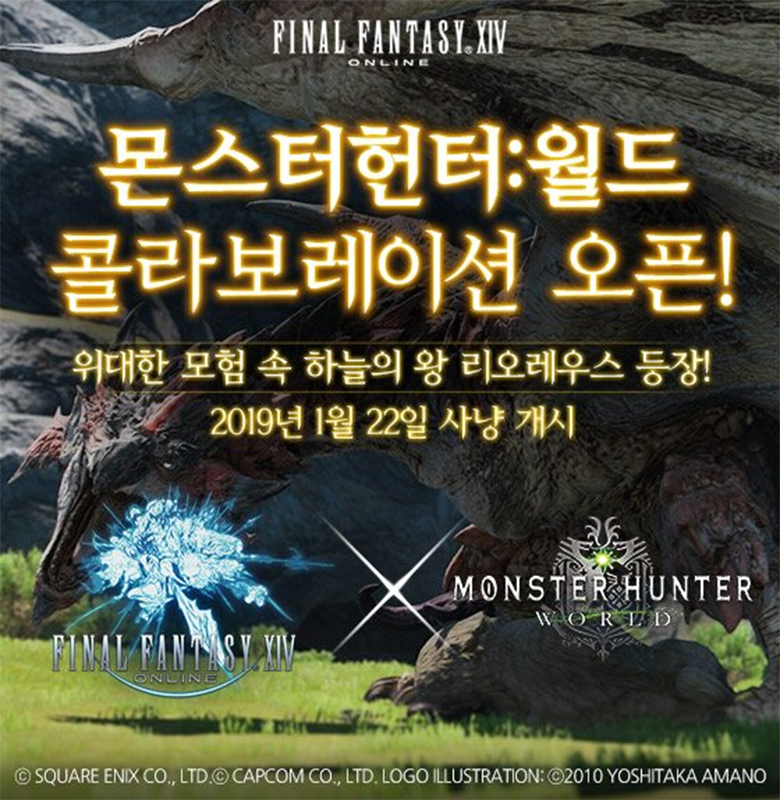 FINAL FANTASY® XIV
ONLINE
몬스터헌터:월드
콜라보레이션 오픈!
위대한 모험 속 하늘의 왕 리오레우스 등장!
2019년 1월 22일 사냥 개시
FINAL FANTASY® XIV
ONLINE
MONSTER HUNTER
WORLD
© SQUARE ENIX CO., LTD.© CAPCOM CO., LTD. LOGO ILLUSTRATION: ©2010 YOSHITAKA AMANO